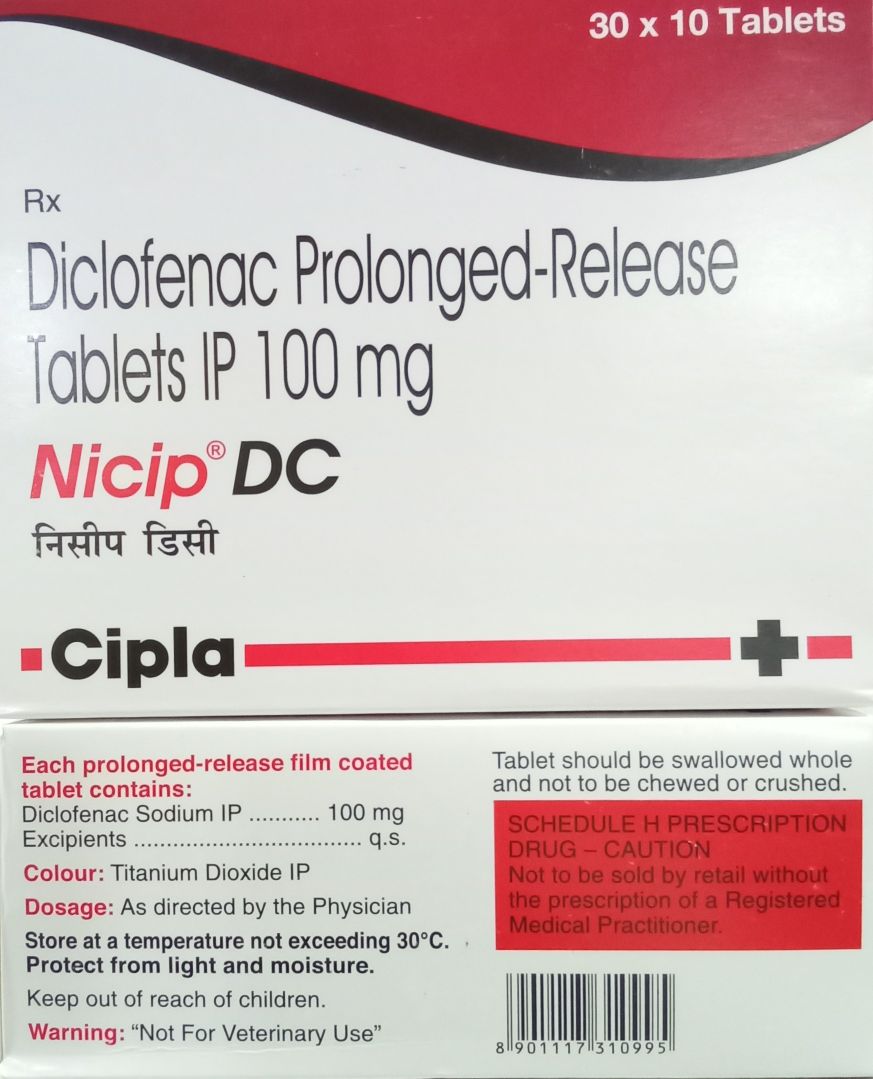 30 x 10 Tablets
Rx
Diclofenac Prolonged-Release
Tablets IP 100 mg
Nicip® DC
निसीप डिसी
Cipla
Each prolonged-release film coated
tablet contains:
Diclofenac Sodium IP ........... 100 mg
Excipients ................................... q.s.
Colour: Titanium Dioxide IP
Dosage: As directed by the Physician
Store at a temperature not exceeding 30°C.
Protect from light and moisture.
Keep out of reach of children.
Warning: “Not For Veterinary Use”
Tablet should be swallowed whole
and not to be chewed or crushed.
SCHEDULE H PRESCRIPTION
DRUG – CAUTION
Not to be sold by retail without
the prescription of a Registered
Medical Practitioner.
8 901117 310995